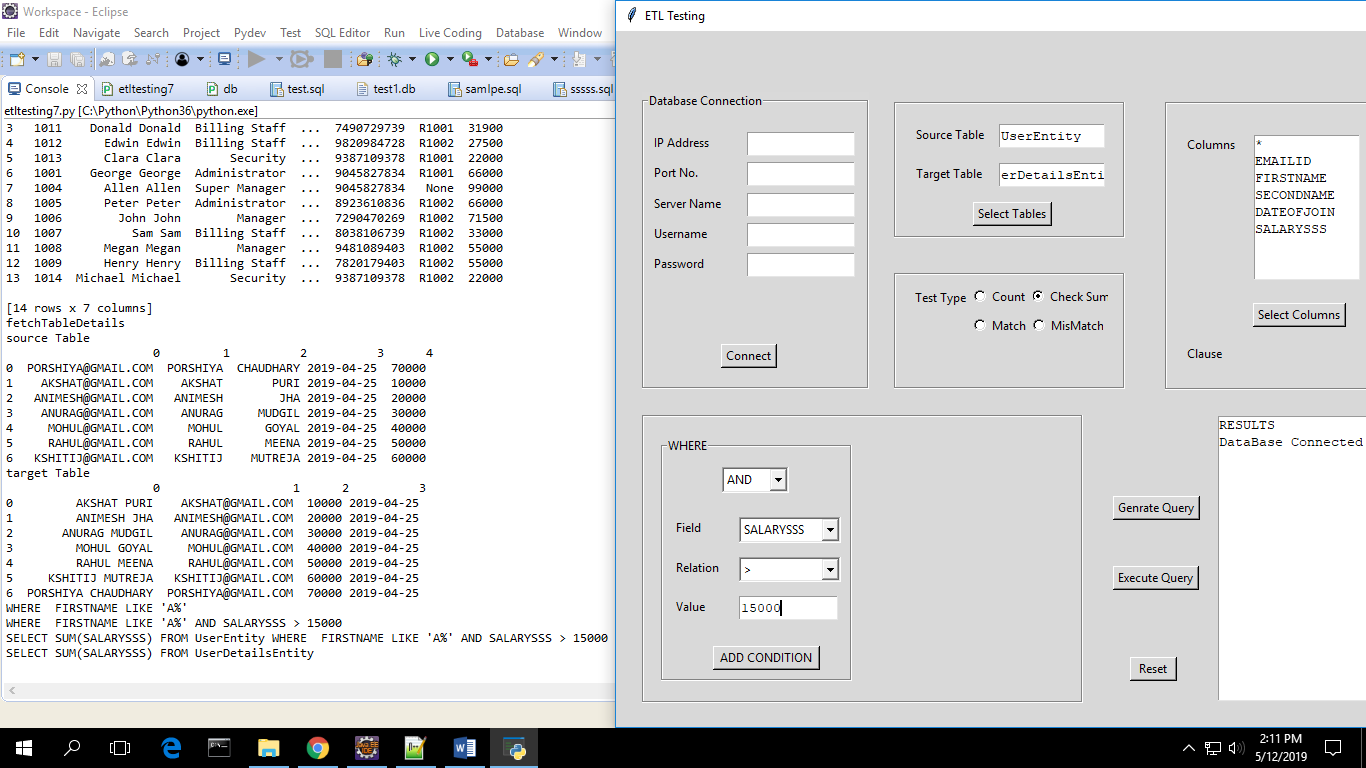 Workspace - Eclipse
File Edit Navigate Search Project Pydev Test SQL Editor Run Live Coding Database Window
Console etltesting7 db test.sql test1.db samlpe.sql sssss.sql
etltesting7.py [C:\Python\Python36\python.exe]
3 1011 Donald Donald Billing Staff ... 7490729739 R1001 31900
4 1012 Edwin Edwin Billing Staff ... 9820984728 R1002 27500
5 1013 Clara Clara Security ... 9387109378 R1001 22000
6 1001 George George Administrator ... 9045827834 R1001 66000
7 1004 Allen Allen Super Manager ... 9045827834 None 99000
8 1005 Peter Peter Administrator ... 8923610836 R1002 66000
9 1006 John John Manager ... 7290470269 R1002 71500
10 1007 Sam Sam Billing Staff ... 8038106739 R1002 33000
11 1008 Megan Megan Manager ... 9481089403 R1002 55000
12 1009 Henry Henry Billing Staff ... 7820179403 R1002 55000
13 1014 Michael Michael Security ... 9387109378 R1002 22000
[14 rows x 7 columns]
fetchTableDetails
source Table
0 1 2 3 4
0 PORSHIYA@GMAIL.COM PORSHIYA CHAUDHARY 2019-04-25 70000
1 AKSHAT@GMAIL.COM AKSHAT PURI 2019-04-25 10000
2 ANIMESH@GMAIL.COM ANIMESH JHA 2019-04-25 20000
3 ANURAG@GMAIL.COM ANURAG MUDGIL 2019-04-25 30000
4 MOHUL@GMAIL.COM MOHUL GOYAL 2019-04-25 40000
5 RAHUL@GMAIL.COM RAHUL MEENA 2019-04-25 50000
6 KSHITIJ@GMAIL.COM KSHITIJ MUTREJA 2019-04-25 60000
target Table
0 1 2 3
0 AKSHAT PURI AKSHAT@GMAIL.COM 10000 2019-04-25
1 ANIMESH JHA ANIMESH@GMAIL.COM 20000 2019-04-25
2 ANURAG MUDGIL ANURAG@GMAIL.COM 30000 2019-04-25
3 MOHUL GOYAL MOHUL@GMAIL.COM 40000 2019-04-25
4 RAHUL MEENA RAHUL@GMAIL.COM 50000 2019-04-25
5 KSHITIJ MUTREJA KSHITIJ@GMAIL.COM 60000 2019-04-25
6 PORSHIYA CHAUDHARY PORSHIYA@GMAIL.COM 70000 2019-04-25
WHERE FIRSTNAME LIKE 'A%'
WHERE FIRSTNAME LIKE 'A%' AND SALARYSSS > 15000
SELECT SUM(SALARYSSS) FROM UserEntity WHERE FIRSTNAME LIKE 'A%' AND SALARYSSS > 15000
SELECT SUM(SALARYSSS) FROM UserDetailsEntity
ETL Testing
Database Connection
IP Address
Port No.
Server Name
Username
Password
Connect
Source Table UserEntity
Target Table erDetailsEnti
Select Tables
Test Type Count Check Sum
Match MisMatch
Columns
*
EMAILID
FIRSTNAME
SECONDNAME
DATEOFJOIN
SALARYSSS
Select Columns
Clause
WHERE
AND
Field SALARYSSS
Relation >
Value 15000
ADD CONDITION
Genrate Query
Execute Query
Reset
RESULTS
DataBase Connected
2:11 PM
5/12/2019